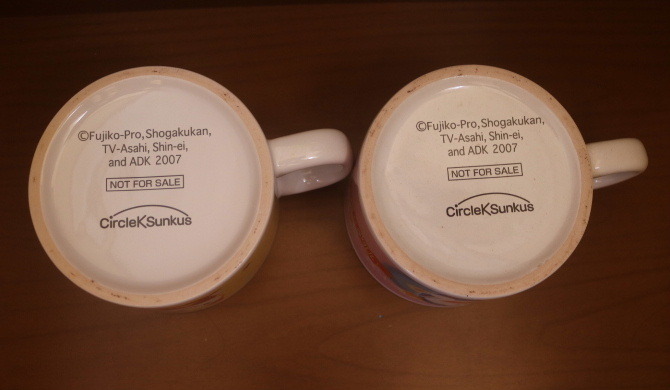 ©Fujiko-Pro, Shogakukan,
TV-Asahi, Shin-ei,
and ADK 2007
NOT FOR SALE
CircleKSunkus
©Fujiko-Pro, Shogakukan,
TV-Asahi, Shin-ei,
and ADK 2007
NOT FOR SALE
CircleKSunkus